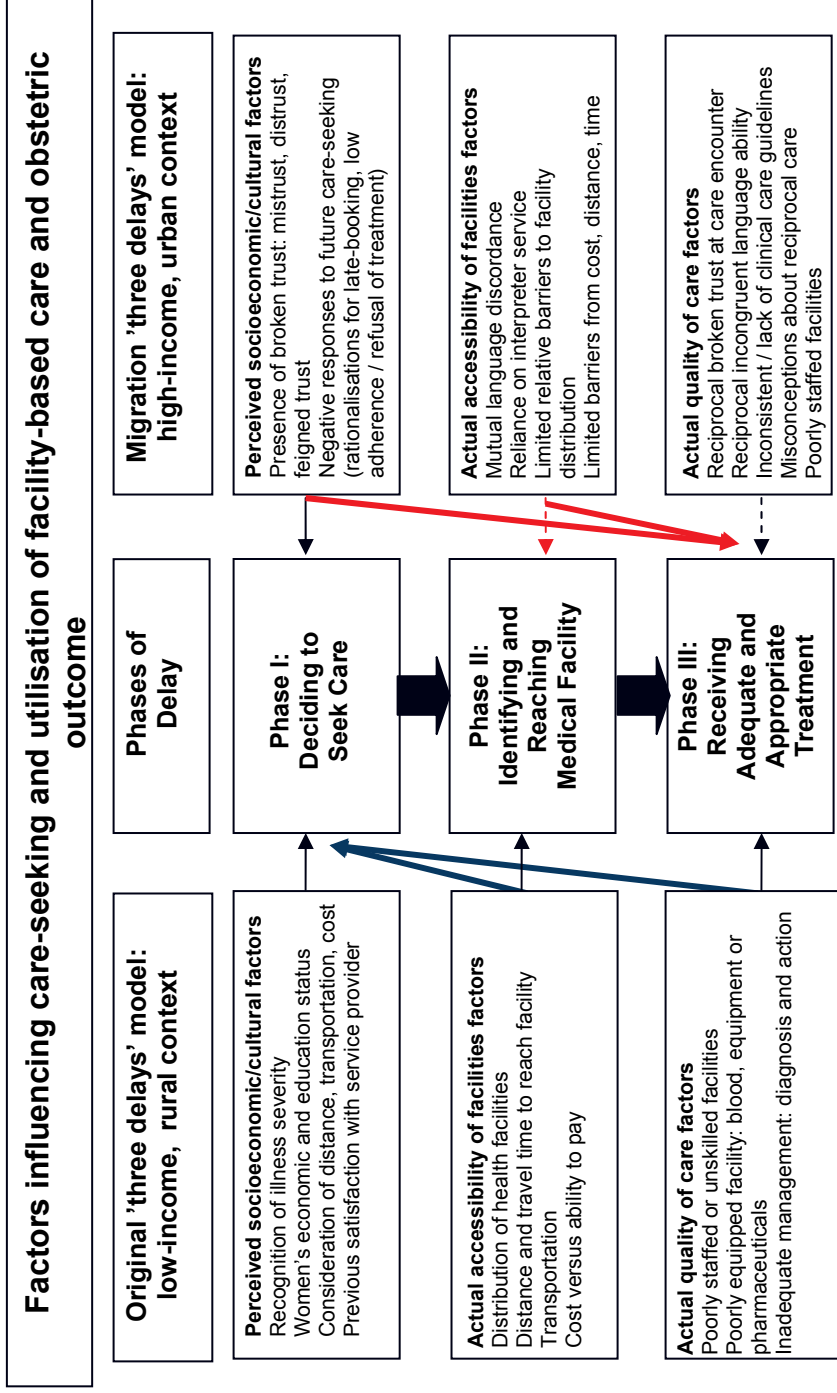 Factors influencing care-seeking and utilisation of facility-based care and obstetric
outcome
Original ’three delays’ model:
low-income, rural context
Phases of
Delay
Migration ’three delays’ model:
high-income, urban context
Perceived socioeconomic/cultural factors
Recognition of illness severity
Women’s economic and education status
Consideration of distance, transportation, cost
Previous satisfaction with service provider
Phase I:
Deciding to
Seek Care
Perceived socioeconomic/cultural factors
Presence of broken trust: mistrust, distrust,
feigned trust
Negative responses to future care-seeking
(rationalisations for late-booking, low
adherence / refusal of treatment)
Actual accessibility of facilities factors
Distribution of health facilities
Distance and travel time to reach facility
Transportation
Cost versus ability to pay
Phase II:
Identifying and
Reaching
Medical Facility
Actual accessibility of facilities factors
Mutual language discordance
Reliance on interpreter service
Limited relative barriers to facility
distribution
Limited barriers from cost, distance, time
Actual quality of care factors
Poorly staffed or unskilled facilities
Poorly equipped facility: blood, equipment or
pharmaceuticals
Inadequate management: diagnosis and action
Phase III:
Receiving
Adequate and
Appropriate
Treatment
Actual quality of care factors
Reciprocal broken trust at care encounter
Reciprocal incongruent language ability
Inconsistent / lack of clinical care guidelines
Misconceptions about reciprocal care
Poorly staffed facilities